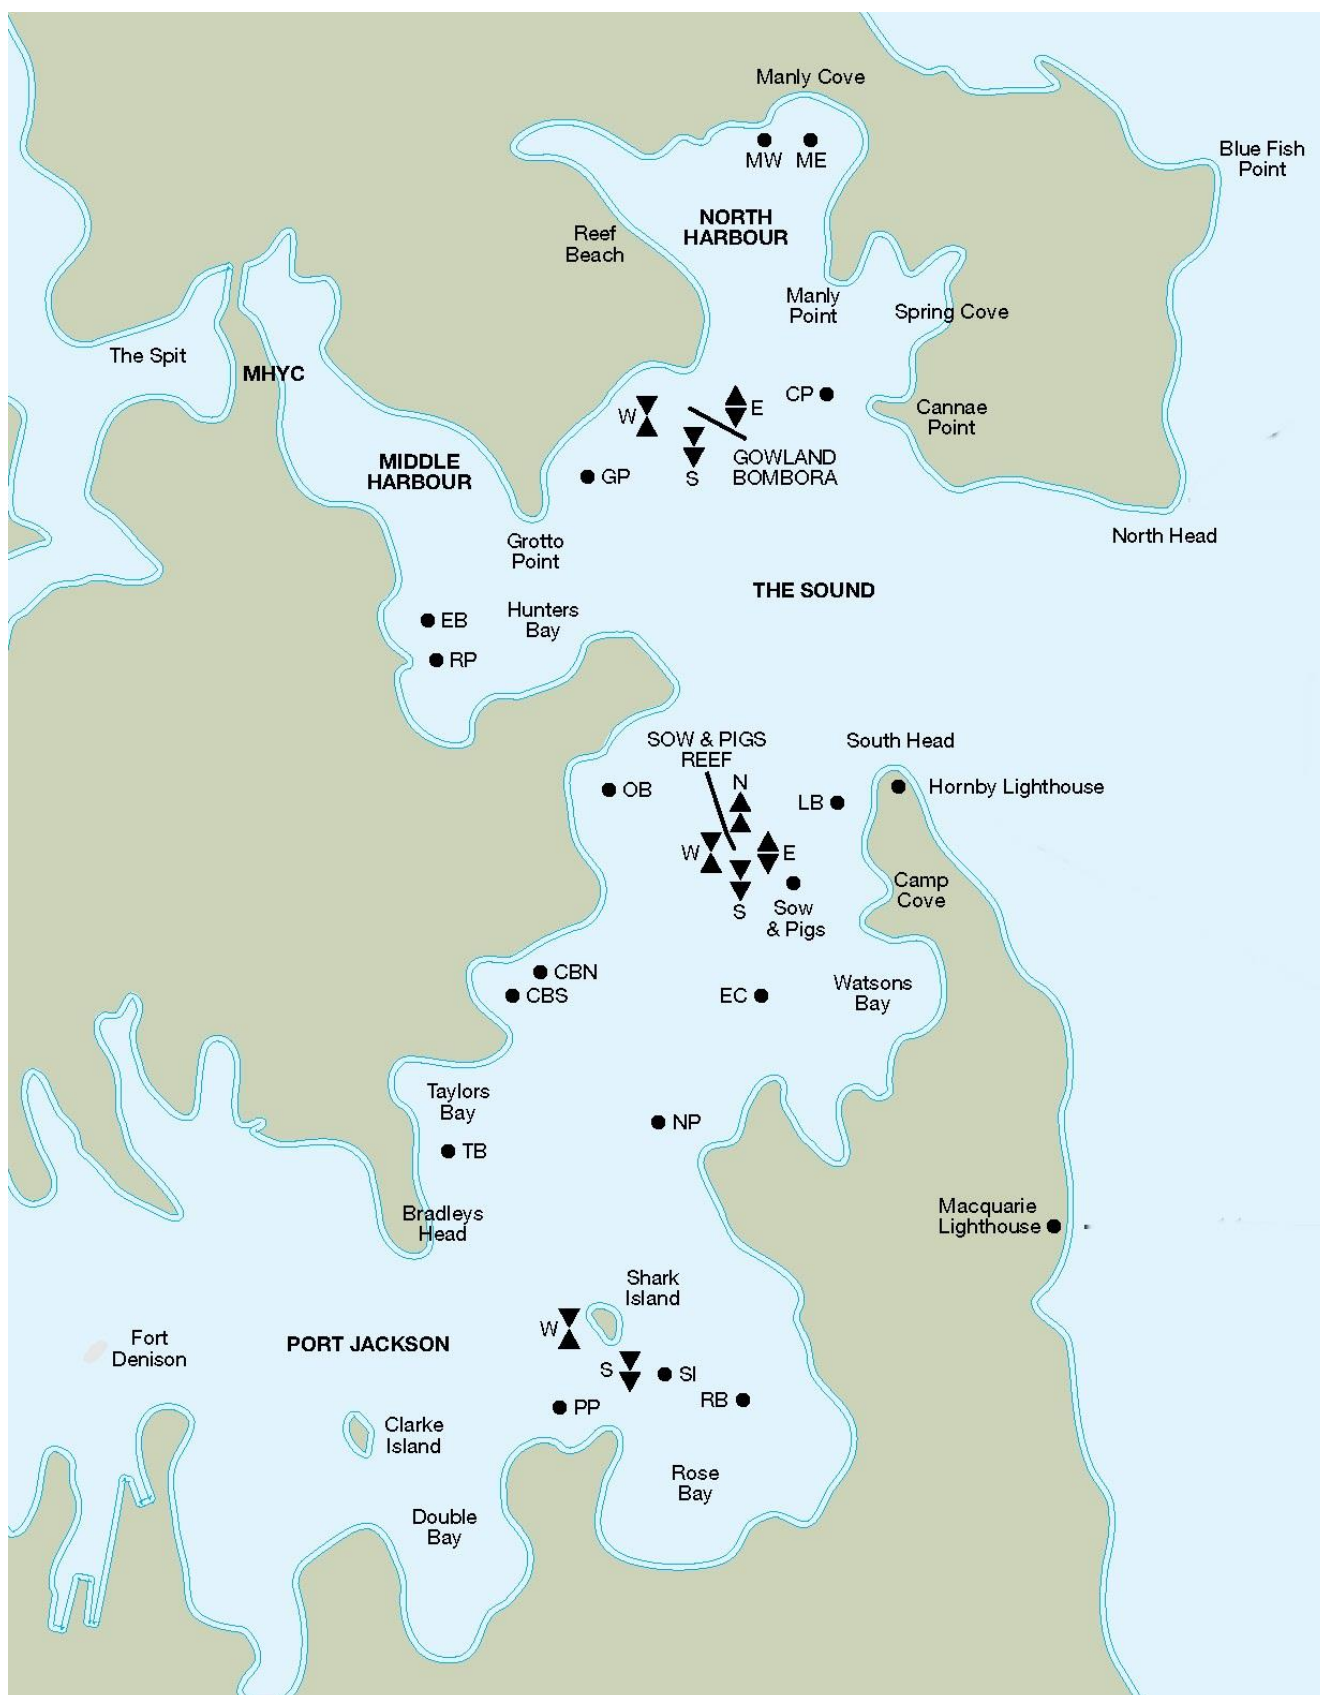 Manly Cove
MW
ME
Blue Fish
Point
NORTH
HARBOUR
Reef
Beach
Manly
Point
Spring Cove
The Spit
MHYC
W
E
CP
Cannae
Point
S
GOWLAND
BOMBORA
MIDDLE
HARBOUR
GP
North Head
Grotto
Point
THE SOUND
Hunters
Bay
EB
RP
SOW & PIGS
REEF
South Head
N
OB
LB
Hornby Lighthouse
W
E
S
Sow
& Pigs
Camp
Cove
CBN
CBS
EC
Watsons
Bay
Taylors
Bay
NP
TB
Bradleys
Head
Macquarie
Lighthouse
Shark
Island
W
Fort
Denison
PORT JACKSON
S
SI
RB
PP
Clarke
Island
Rose
Bay
Double
Bay